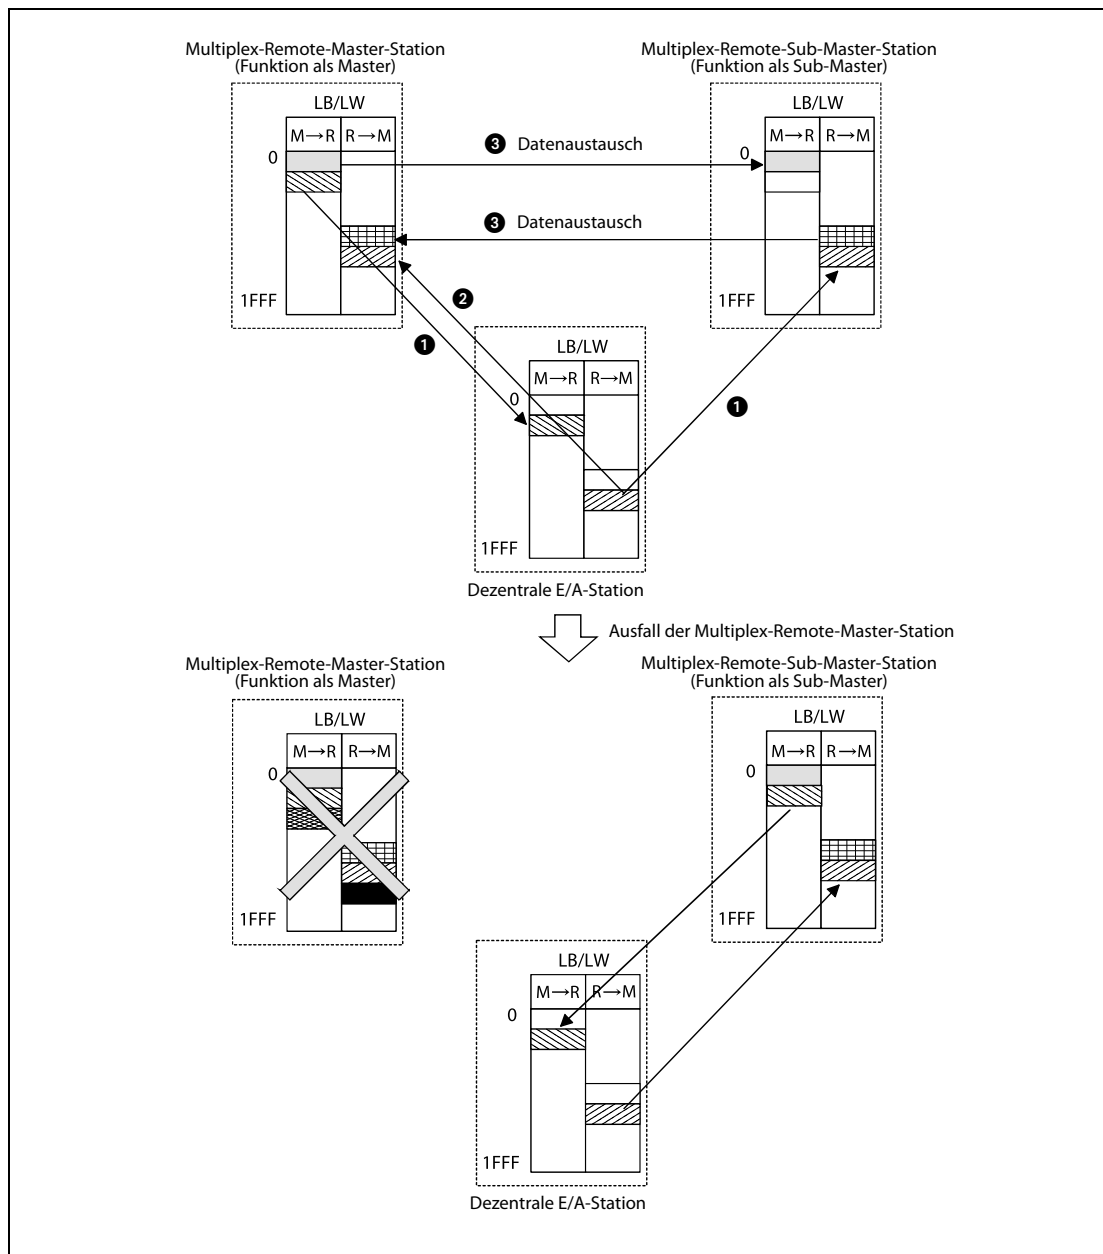 Multiplex-Remote-Master-Station
(Funktion als Master)
Multiplex-Remote-Sub-Master-Station
(Funktion als Sub-Master)
LB/LW
LB/LW
M→R R→M
M→R R→M
0
❸ Datenaustausch
0
❸ Datenaustausch
1FFF
1FFF
❷
❶
LB/LW
M→R R→M
0
❶
1FFF
Dezentrale E/A-Station
Ausfall der Multiplex-Remote-Master-Station
Multiplex-Remote-Master-Station
(Funktion als Master)
Multiplex-Remote-Sub-Master-Station
(Funktion als Sub-Master)
LB/LW
LB/LW
M→R R→M
M→R R→M
0
0
1FFF
1FFF
LB/LW
M→R R→M
0
1FFF
Dezentrale E/A-Station